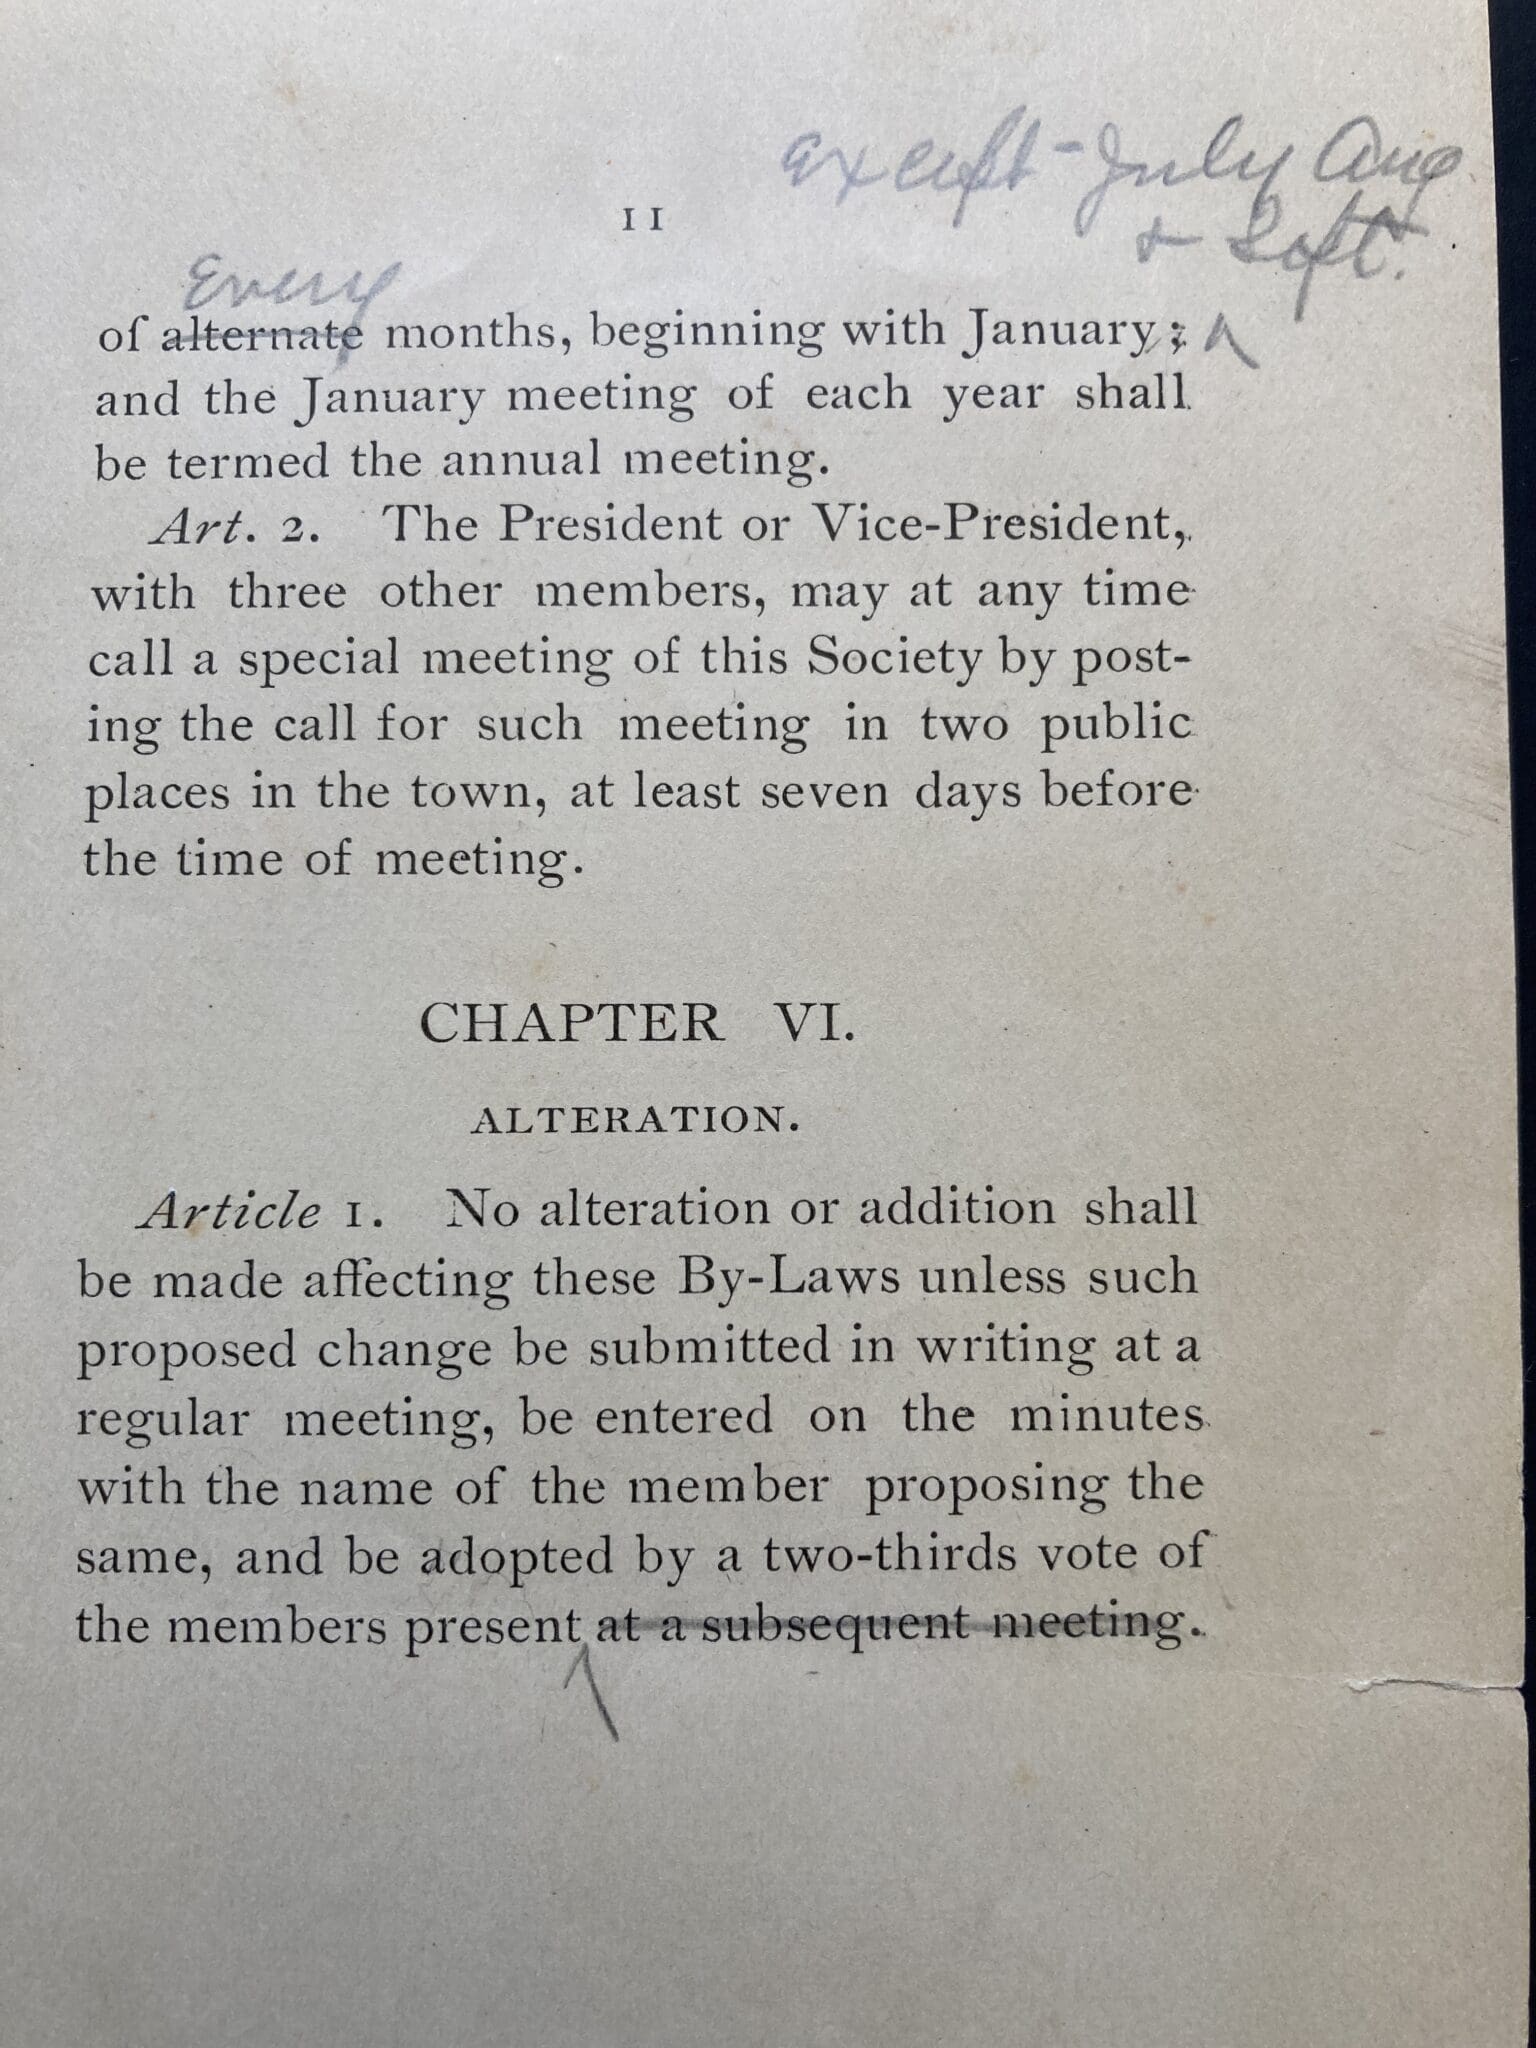 except July Aug
& Sept.
11
Every
of alternate months, beginning with January;
and the January meeting of each year shall
be termed the annual meeting.
Art. 2. The President or Vice-President,
with three other members, may at any time
call a special meeting of this Society by post-
ing the call for such meeting in two public
places in the town, at least seven days before
the time of meeting.
CHAPTER VI.
ALTERATION.
Article 1. No alteration or addition shall
be made affecting these By-Laws unless such
proposed change be submitted in writing at a
regular meeting, be entered on the minutes
with the name of the member proposing the
same, and be adopted by a two-thirds vote of
the members present at a subsequent meeting.